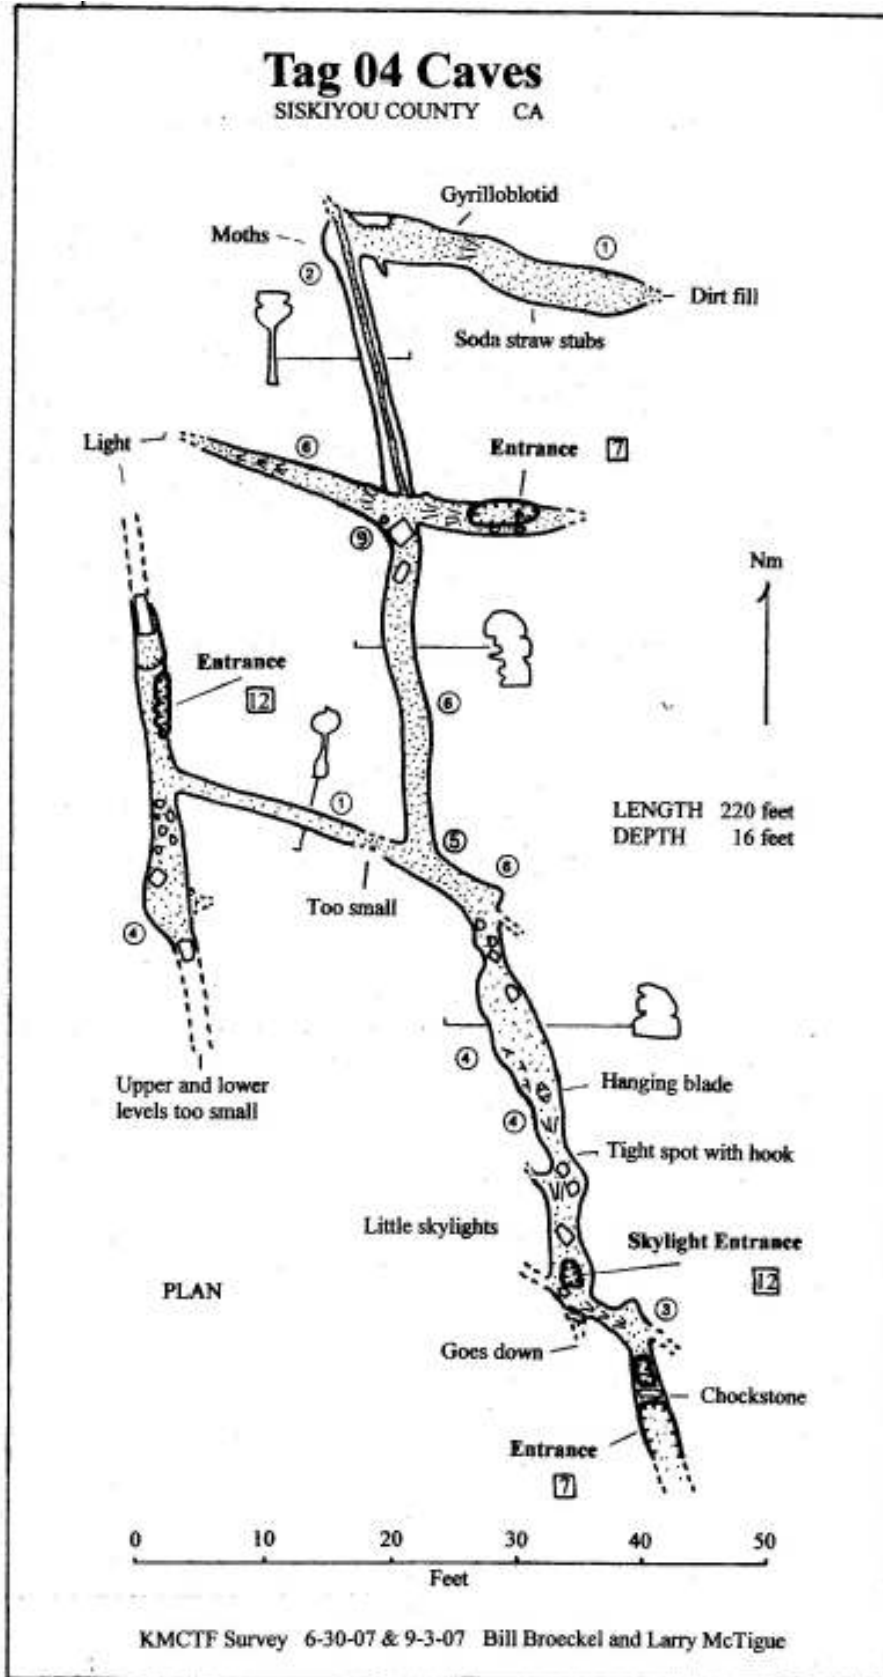 Tag 04 Caves
SISKIYOU COUNTY CA
Gyrilloblotid
Moths
1
2
Dirt fill
Soda straw stubs
Light
6
Entrance 7
9
Nm
Entrance
12
6
1
LENGTH 220 feet
DEPTH 16 feet
5
6
Too small
4
4
Upper and lower
levels too small
Hanging blade
4
Tight spot with hook
Little skylights
Skylight Entrance
12
PLAN
3
Goes down
Chockstone
Entrance
7
0 10 20 30 40 50
Feet
KMCTF Survey 6-30-07 & 9-3-07 Bill Broeckel and Larry McTigue